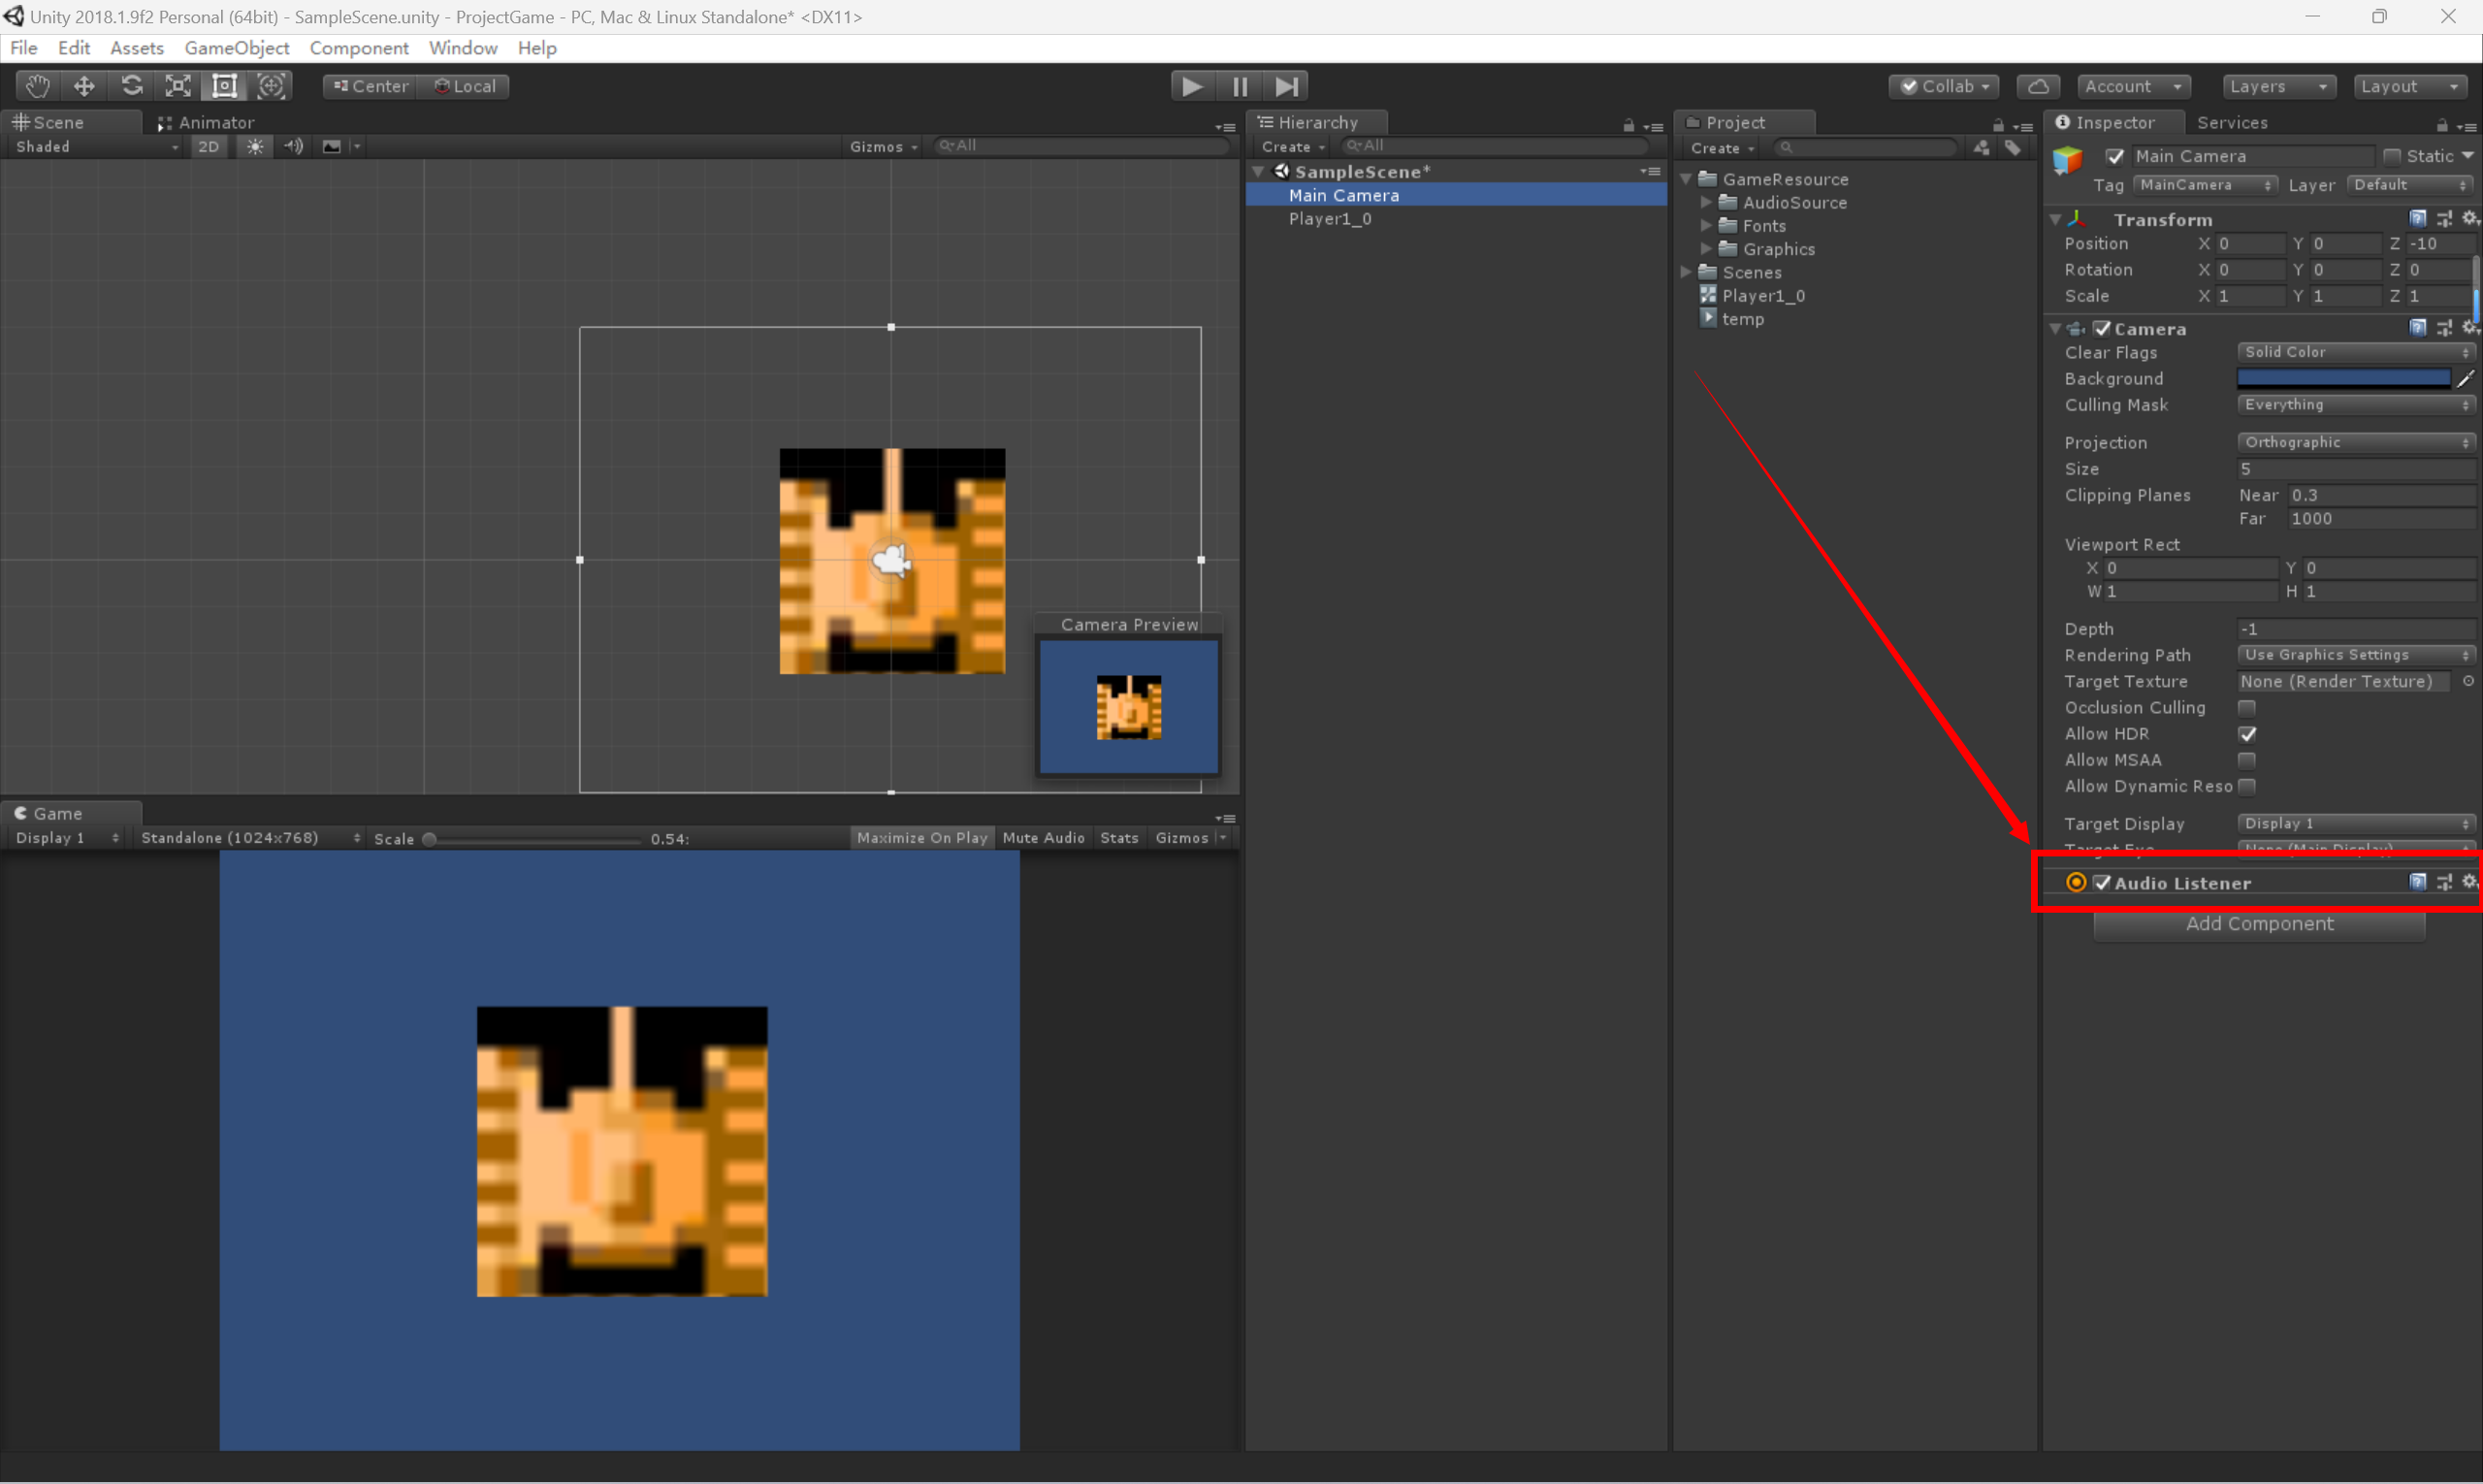 Unity 2018.1.9f2 Personal (64bit) - SampleScene.unity - ProjectGame - PC, Mac & Linux Standalone* <DX11>
File Edit Assets GameObject Component Window Help
Center Local Collab Account Layers Layout
Scene Animator
Shaded 2D Gizmos All
Camera Preview
Game
Display 1 Standalone (1024x768) Scale 0.54: Maximize On Play Mute Audio Stats Gizmos
Hierarchy
Create All
SampleScene*
Main Camera
Player1_0
Project
Create
GameResource
AudioSource
Fonts
Graphics
Scenes
Player1_0
temp
Inspector Services
Main Camera Static
Tag MainCamera Layer Default
Transform
Position X 0 Y 0 Z -10
Rotation X 0 Y 0 Z 0
Scale X 1 Y 1 Z 1
Camera
Clear Flags Solid Color
Background
Culling Mask Everything
Projection Orthographic
Size 5
Clipping Planes Near 0.3
Far 1000
Viewport Rect
X 0 Y 0
W 1 H 1
Depth -1
Rendering Path Use Graphics Settings
Target Texture None (Render Texture)
Occlusion Culling
Allow HDR
Allow MSAA
Allow Dynamic Reso
Target Display Display 1
Target Eye None (Main Display)
Audio Listener
Add Component